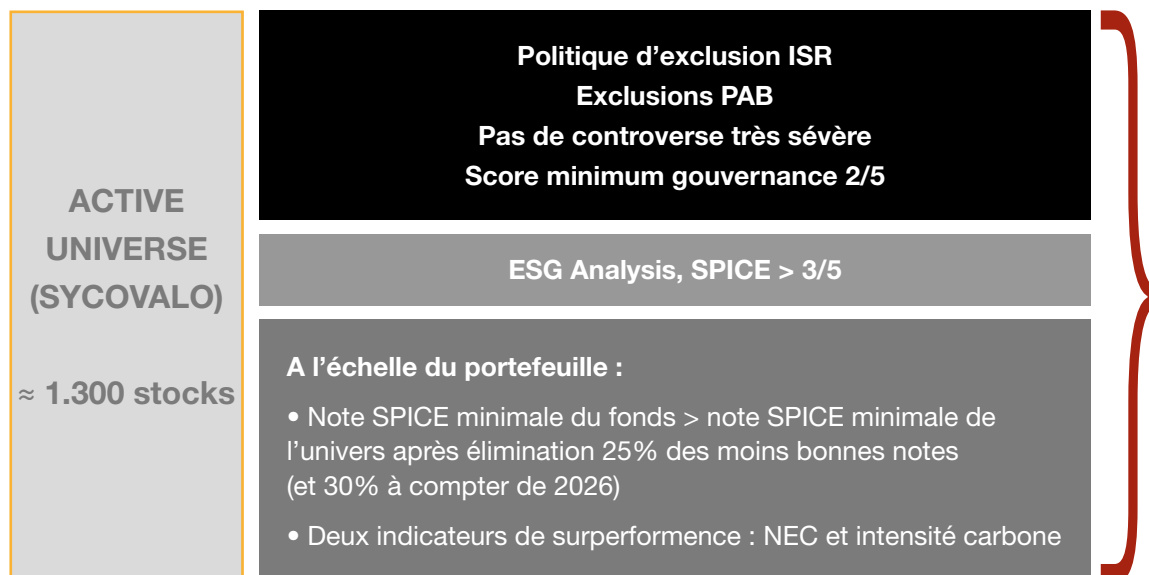 ACTIVE
UNIVERSE
(SYCOVALO)
≈ 1.300 stocks
Politique d’exclusion ISR
Exclusions PAB
Pas de controverse très sévère
Score minimum gouvernance 2/5
ESG Analysis, SPICE > 3/5
A l’échelle du portefeuille :
• Note SPICE minimale du fonds > note SPICE minimale de
l’univers après élimination 25% des moins bonnes notes
(et 30% à compter de 2026)
• Deux indicateurs de surperformence : NEC et intensité carbone